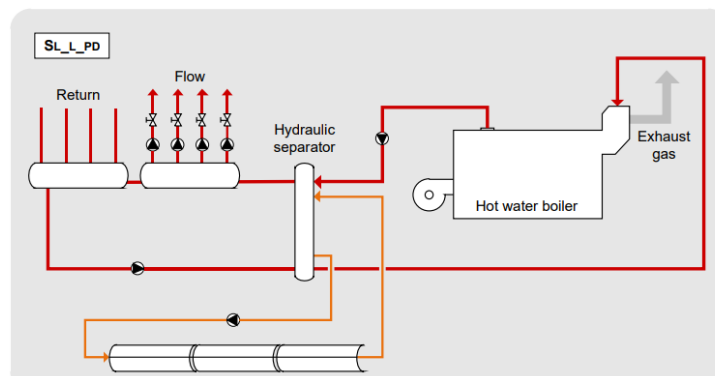 SL_L_PD
Flow
Return
Hydraulic
separator
Exhaust
gas
Hot water boiler